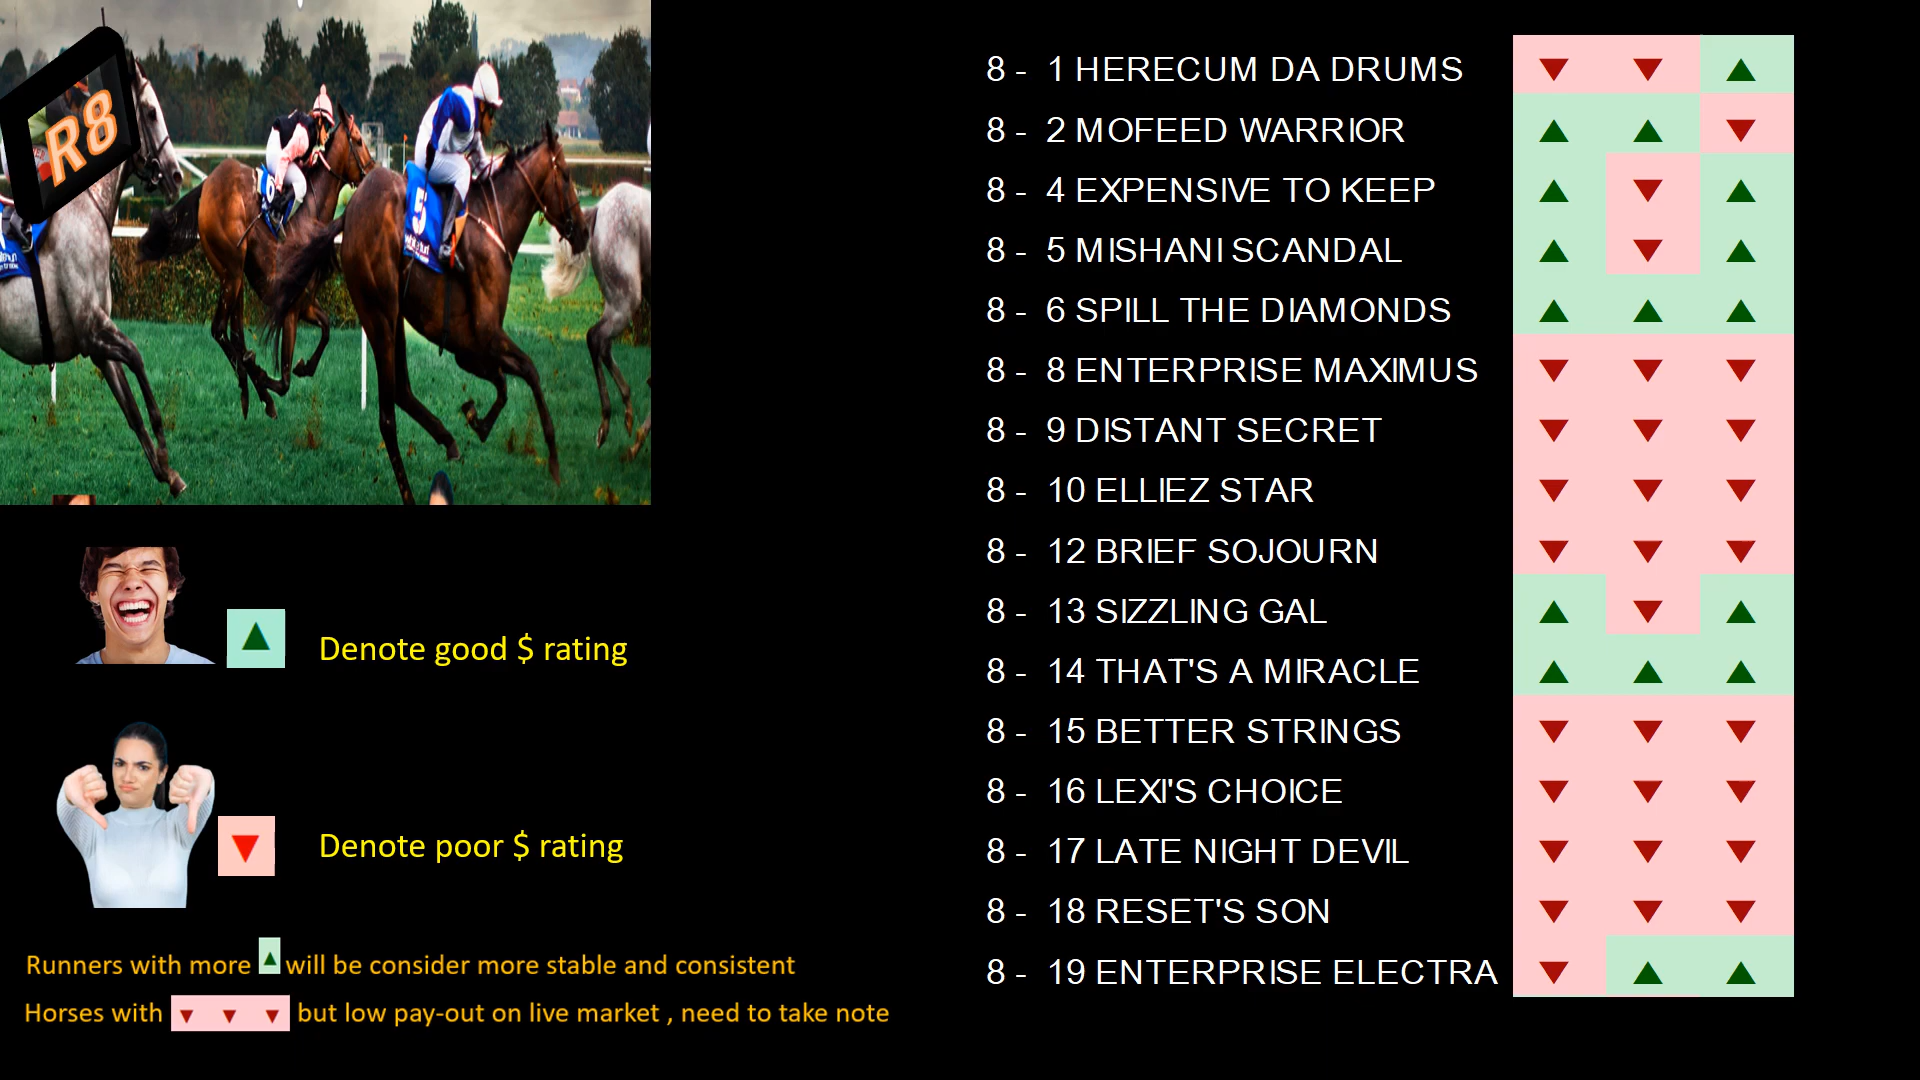 R8
5
8 - 1 HERECUM DA DRUMS ▼ ▼ ▲
8 - 2 MOFEED WARRIOR ▲ ▲ ▼
8 - 4 EXPENSIVE TO KEEP ▲ ▼ ▲
8 - 5 MISHANI SCANDAL ▲ ▼ ▲
8 - 6 SPILL THE DIAMONDS ▲ ▲ ▲
8 - 8 ENTERPRISE MAXIMUS ▼ ▼ ▼
8 - 9 DISTANT SECRET ▼ ▼ ▼
8 - 10 ELLIEZ STAR ▼ ▼ ▼
8 - 12 BRIEF SOJOURN ▼ ▼ ▼
8 - 13 SIZZLING GAL ▲ ▼ ▲
8 - 14 THAT'S A MIRACLE ▲ ▲ ▲
8 - 15 BETTER STRINGS ▼ ▼ ▼
8 - 16 LEXI'S CHOICE ▼ ▼ ▼
8 - 17 LATE NIGHT DEVIL ▼ ▼ ▼
8 - 18 RESET'S SON ▼ ▼ ▼
8 - 19 ENTERPRISE ELECTRA ▼ ▲ ▲
▲ Denote good $ rating
▼ Denote poor $ rating
Runners with more ▲ will be consider more stable and consistent
Horses with ▼ ▼ ▼ but low pay-out on live market , need to take note